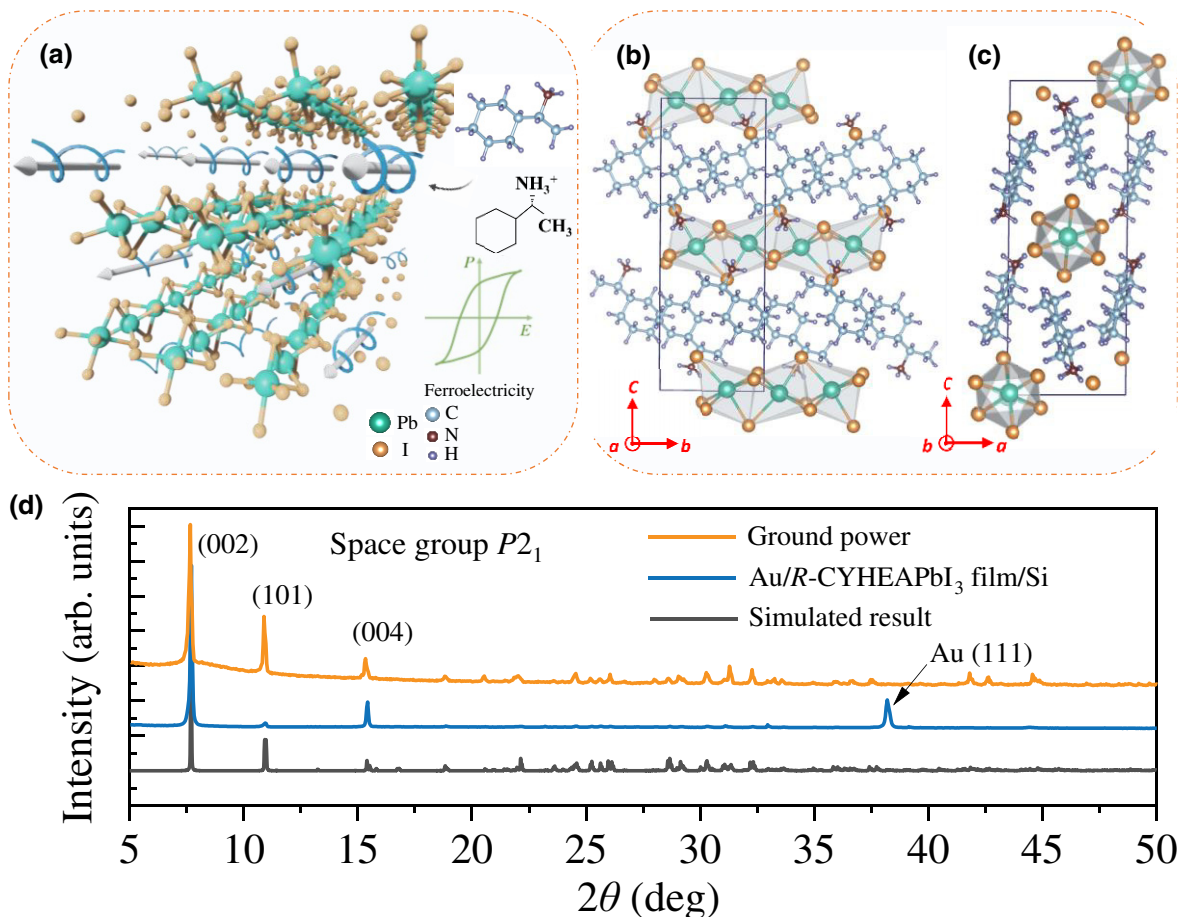 (a)
NH₃⁺
CH₃
P
E
Ferroelectricity
Pb
I
C
N
H
(b)
c
a
b
(c)
c
b
a
(d)
Intensity (arb. units)
(002)
(101)
(004)
Space group P2₁
Ground power
Au/R-CYHEAPbI₃ film/Si
Simulated result
Au (111)
5 10 15 20 25 30 35 40 45 50
2θ (deg)